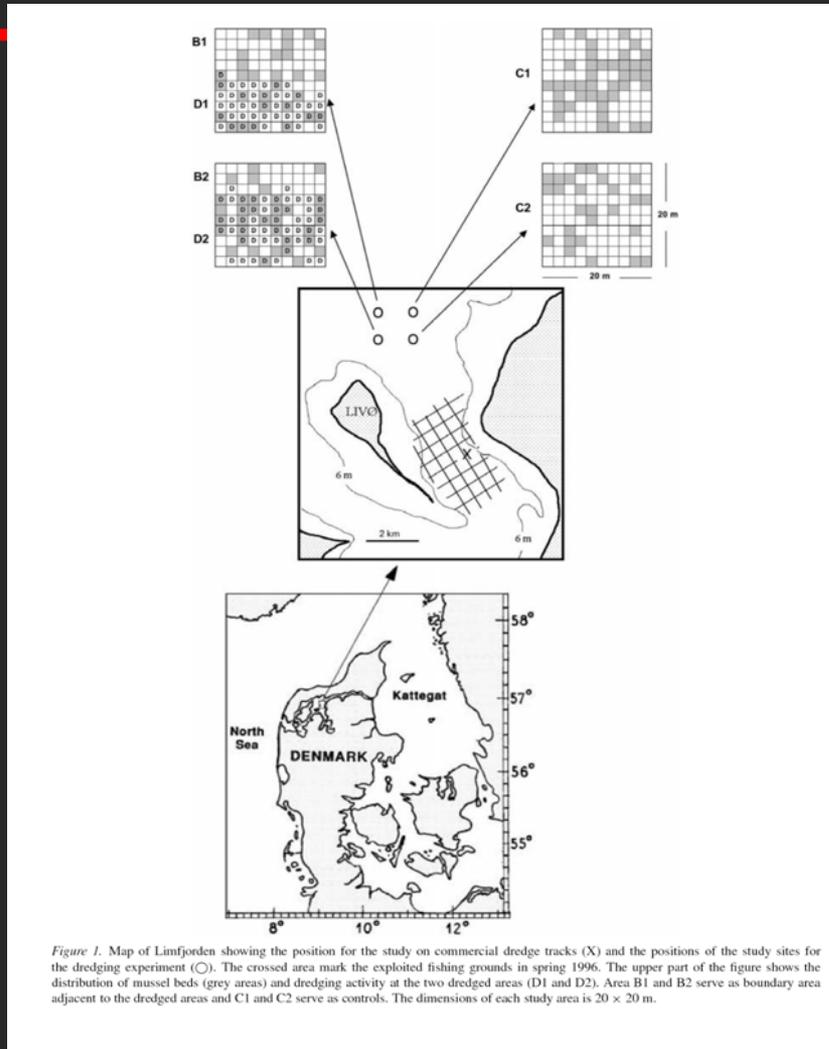 B1
D1
C1
B2
D2
C2
20 m
20 m
LIVØ
X
6 m
2 km
6 m
58°
57°
Kattegat
North
Sea
DENMARK
56°
55°
8° 10° 12°
Figure 1. Map of Limfjorden showing the position for the study on commercial dredge tracks (X) and the positions of the study sites for
the dredging experiment (○). The crossed area mark the exploited fishing grounds in spring 1996. The upper part of the figure shows the
distribution of mussel beds (grey areas) and dredging activity at the two dredged areas (D1 and D2). Area B1 and B2 serve as boundary area
adjacent to the dredged areas and C1 and C2 serve as controls. The dimensions of each study area is 20 × 20 m.